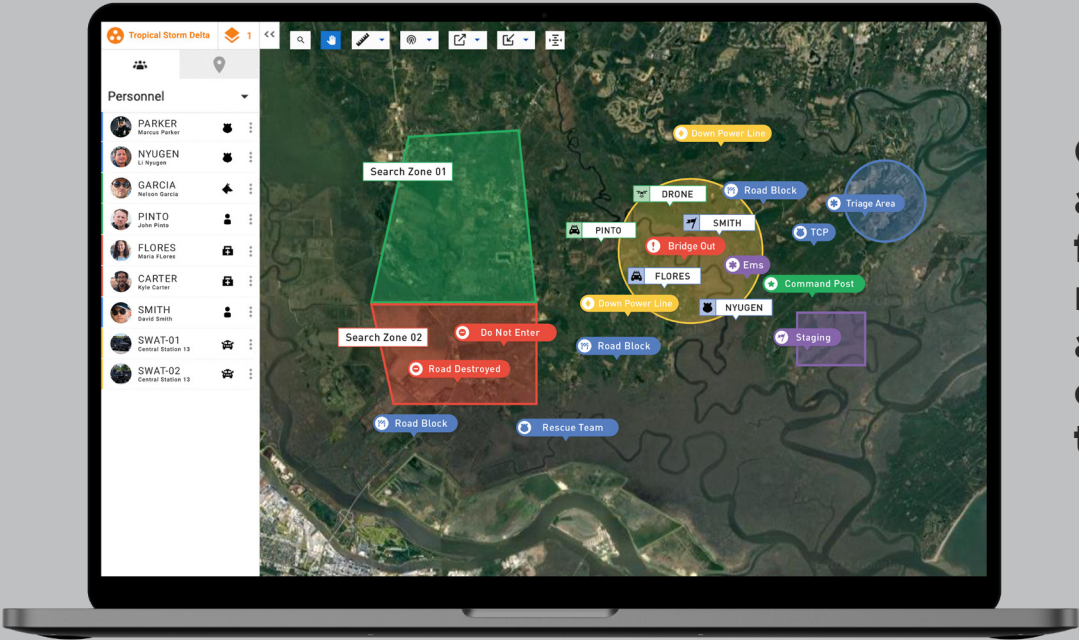 Tropical Storm Delta
1
<<
Personnel
PARKER
Marcus Parker
NYUGEN
Li Nyugen
GARCIA
Nelson Garcia
PINTO
John Pinto
FLORES
Maria FLores
CARTER
Kyle Carter
SMITH
David Smith
SWAT-01
Central Station 13
SWAT-02
Central Station 13
Down Power Line
Search Zone 01
DRONE
Road Block
Triage Area
SMITH
PINTO
TCP
Bridge Out
Ems
FLORES
Command Post
Down Power Line
NYUGEN
Search Zone 02
Do Not Enter
Staging
Road Block
Road Destroyed
Road Block
Rescue Team